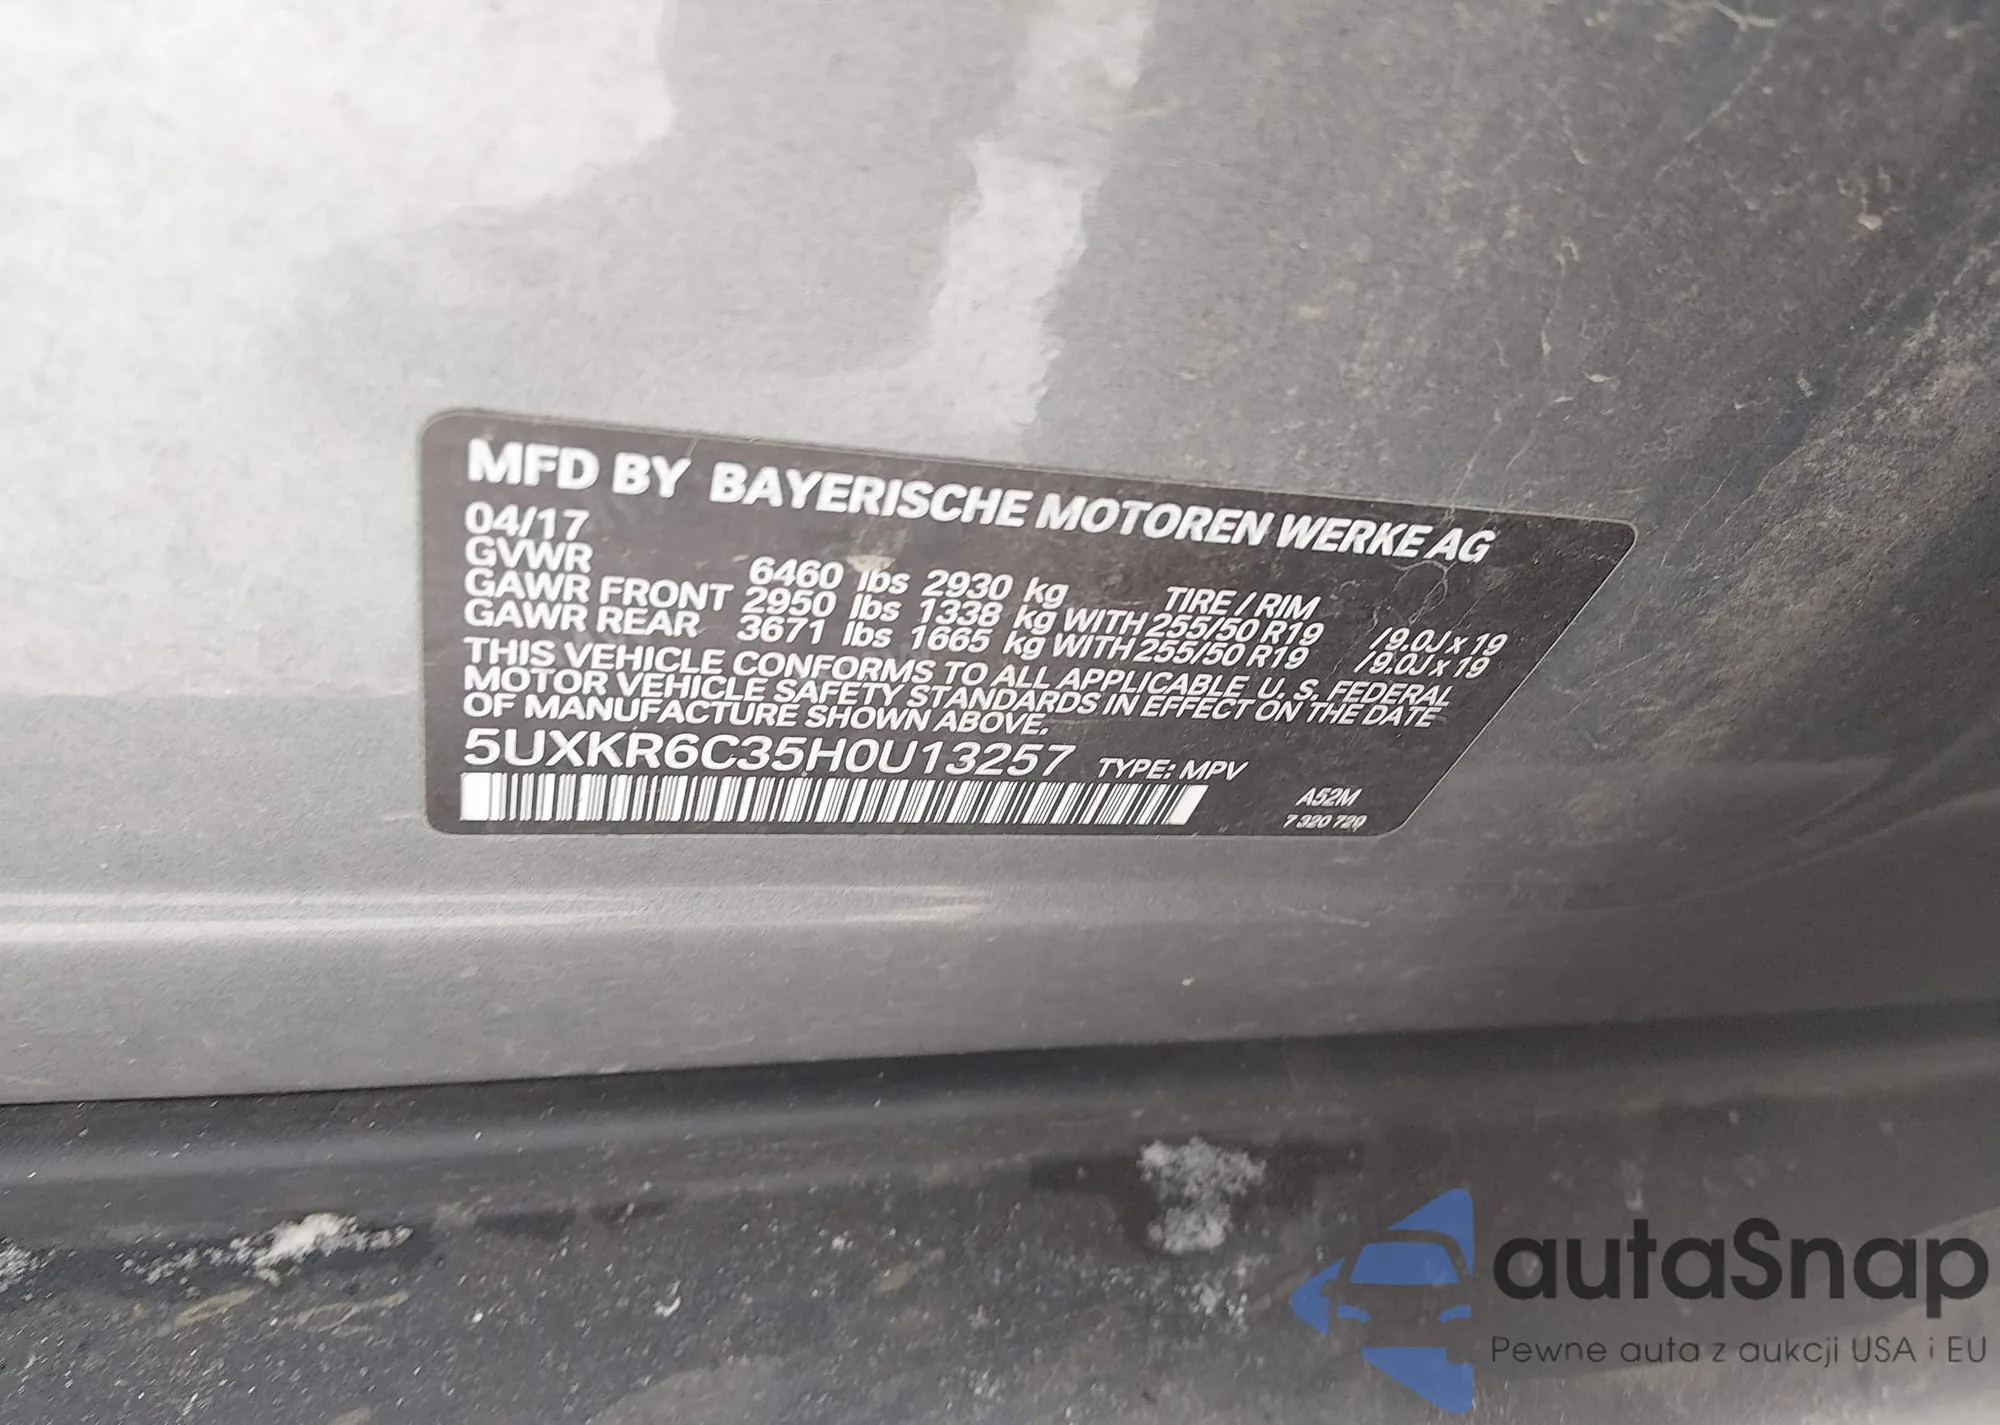 MFD BY BAYERISCHE MOTOREN WERKE AG
04/17
GVWR 6460 lbs 2930 kg TIRE / RIM
GAWR FRONT 2950 lbs 1338 kg WITH 255/50 R19 /9.0J x 19
GAWR REAR 3671 lbs 1665 kg WITH 255/50 R19 /9.0J x 19
THIS VEHICLE CONFORMS TO ALL APPLICABLE U. S. FEDERAL
MOTOR VEHICLE SAFETY STANDARDS IN EFFECT ON THE DATE
OF MANUFACTURE SHOWN ABOVE.
5UXKR6C35H0U13257 TYPE: MPV
A52M
7 320 729
autaSnap
Pewne auta z aukcji USA i EU